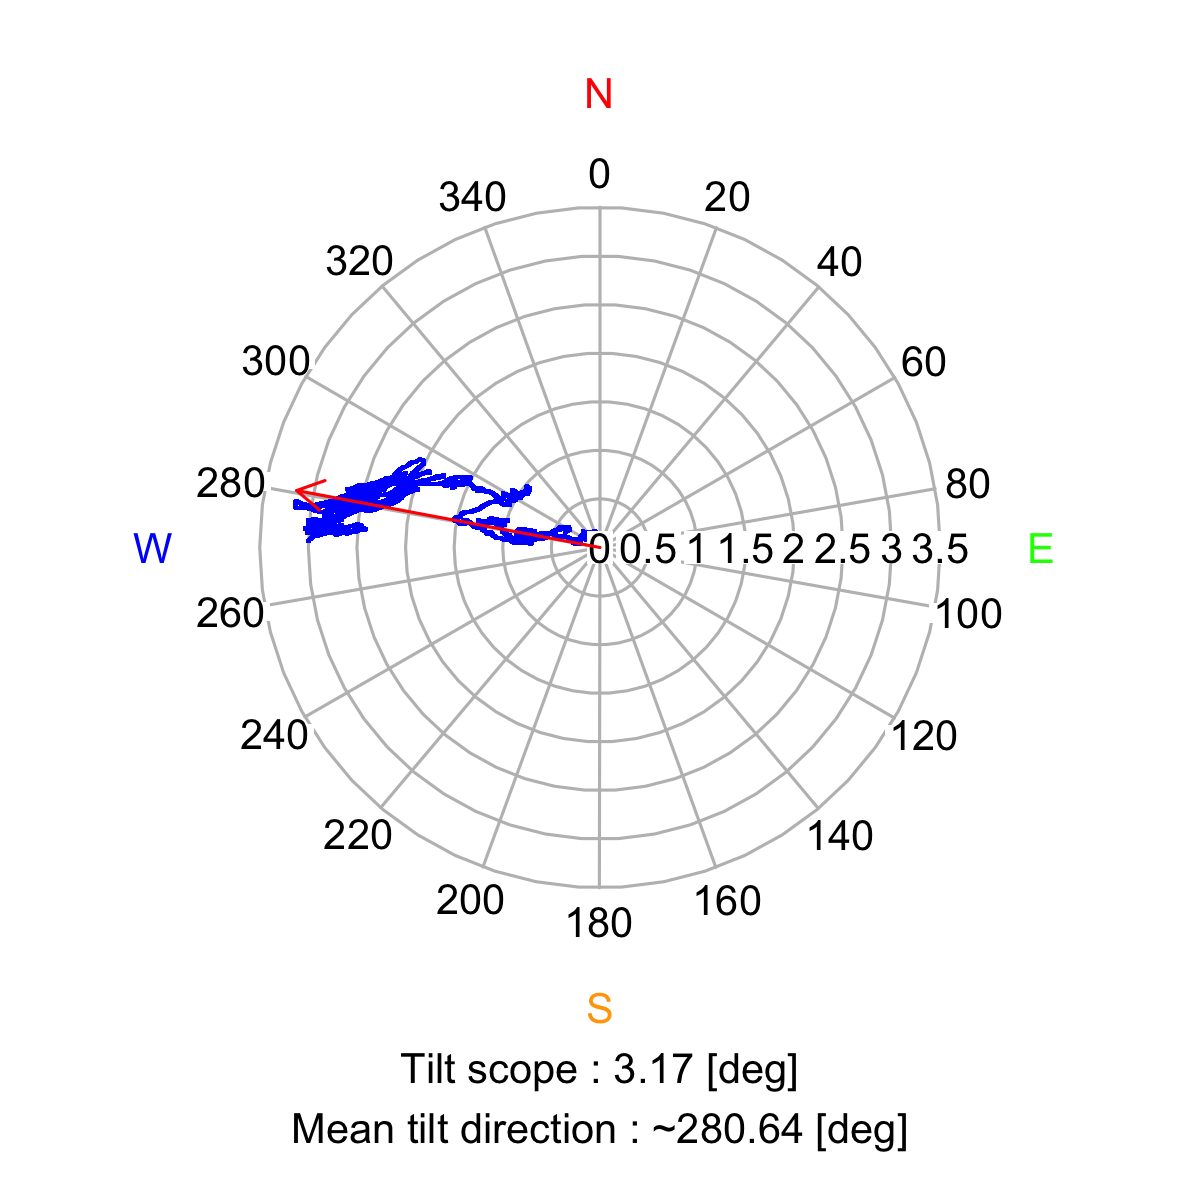 N
0
340 20
320 40
300 60
280 80
W 0 0.5 1 1.5 2 2.5 3 3.5 E
260 100
240 120
220 140
200 160
180
S
Tilt scope : 3.17 [deg]
Mean tilt direction : ~280.64 [deg]